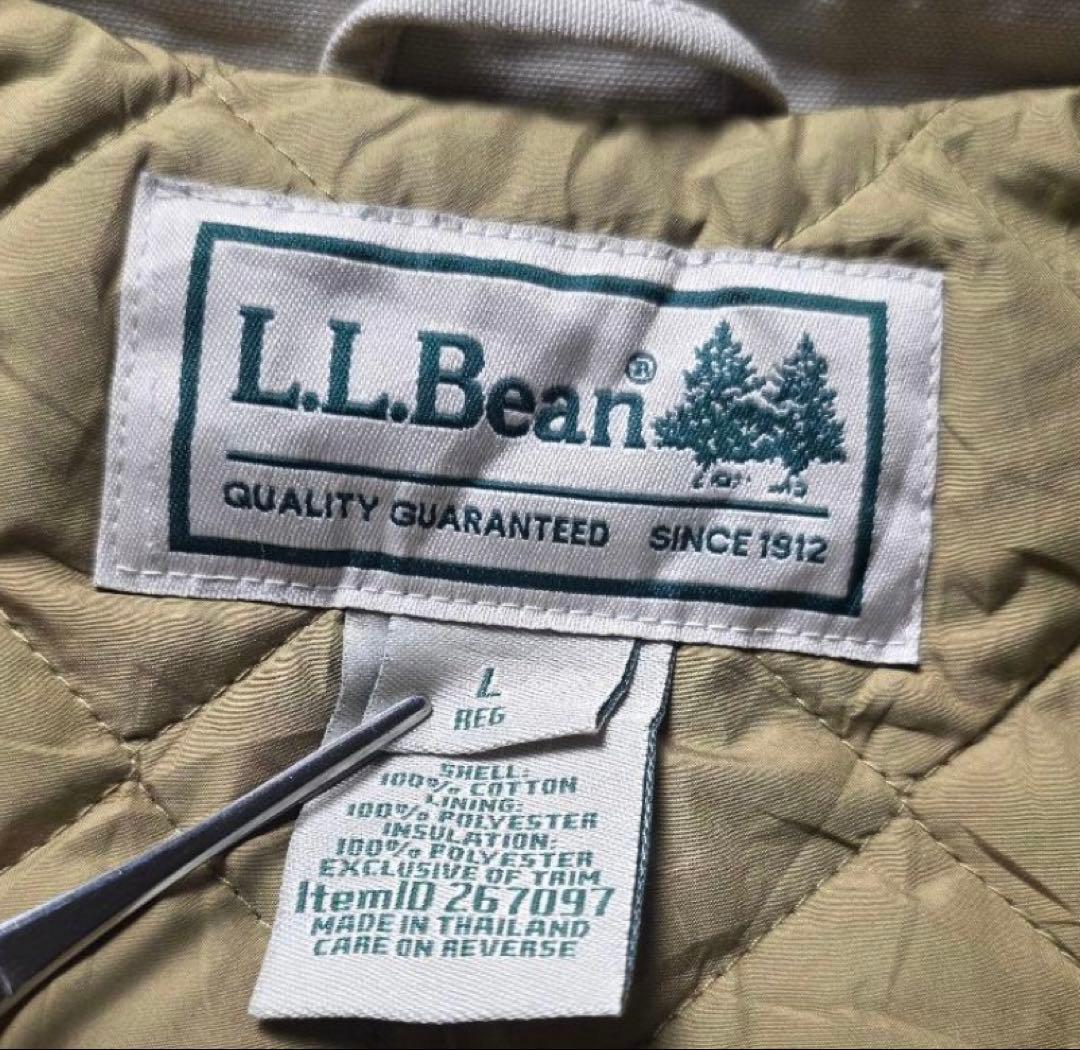 L.L.Bean®
QUALITY GUARANTEED SINCE 1912
L
REG
SHELL:
100% COTTON
LINING:
100% POLYESTER
INSULATION:
100% POLYESTER
EXCLUSIVE OF TRIM
ItemID 267097
MADE IN THAILAND
CARE ON REVERSE